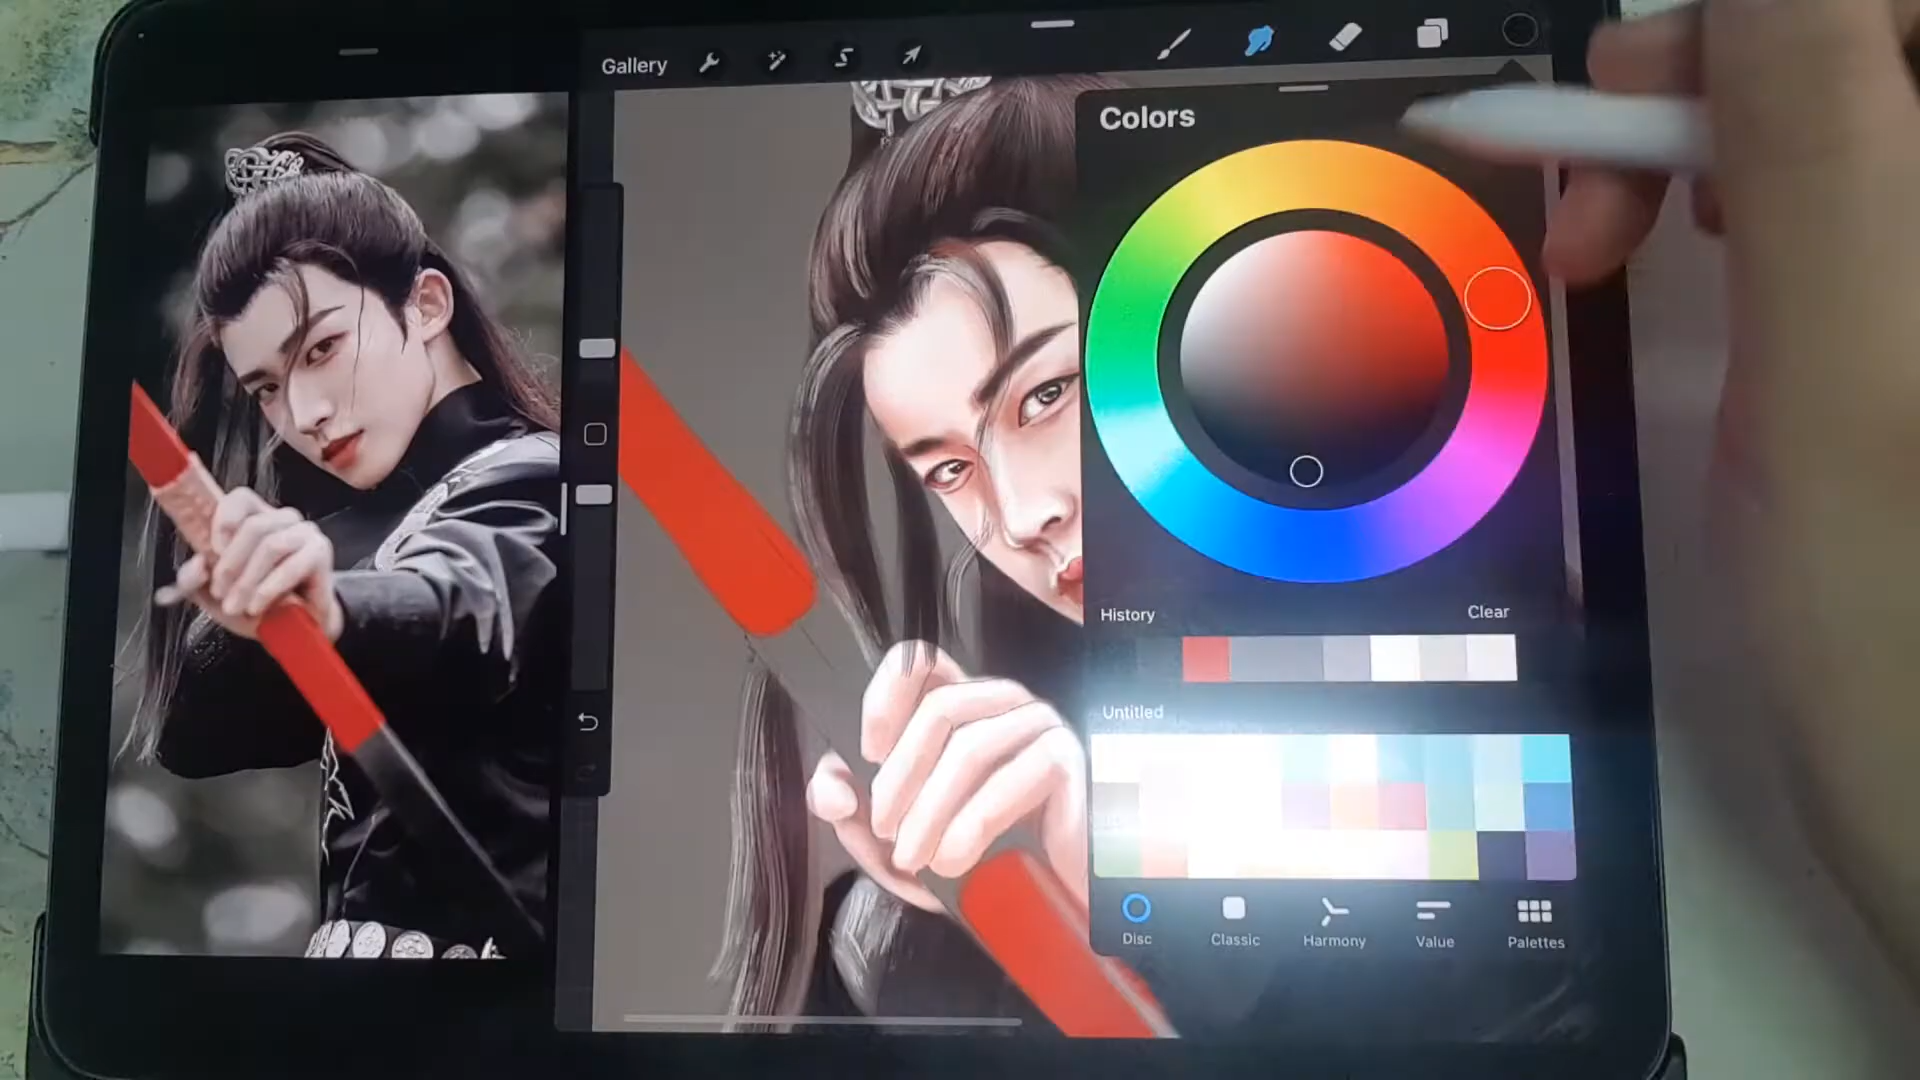 Gallery
Colors
History
Clear
Untitled
Disc
Classic
Harmony
Value
Palettes